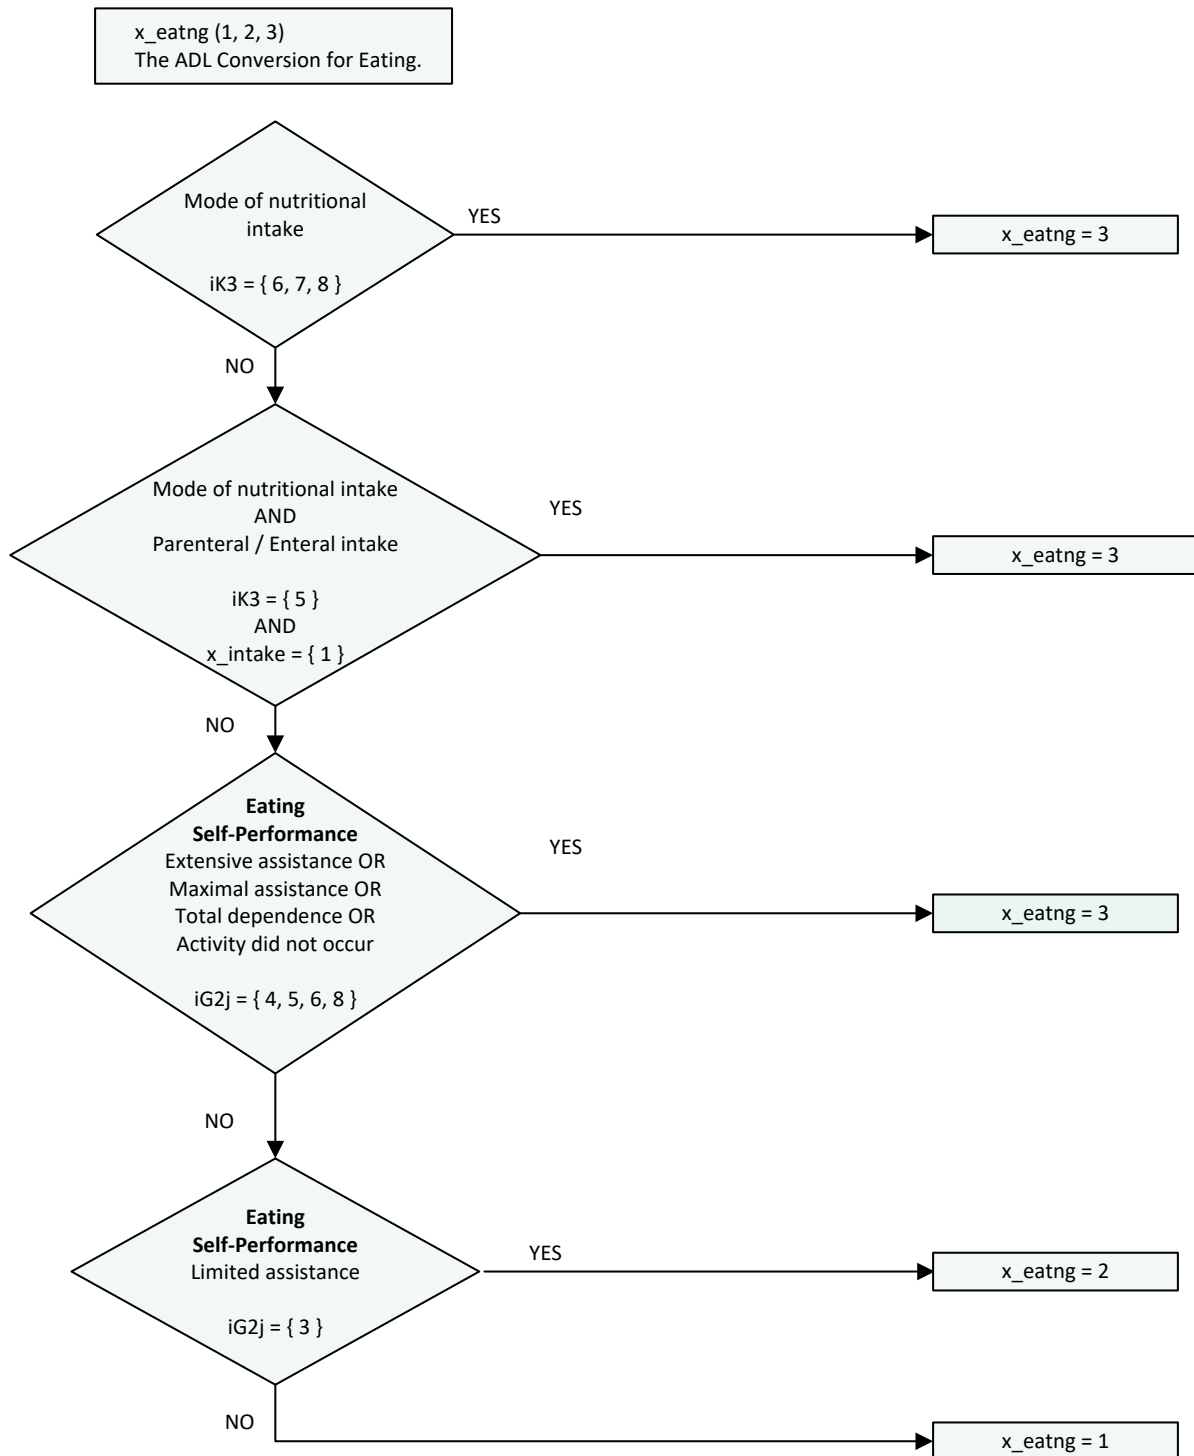 x_eatng (1, 2, 3)
The ADL Conversion for Eating.
Mode of nutritional
intake
iK3 = { 6, 7, 8 }
YES
x_eatng = 3
NO
Mode of nutritional intake
AND
Parenteral / Enteral intake
iK3 = { 5 }
AND
x_intake = { 1 }
YES
x_eatng = 3
NO
Eating
Self-Performance
Extensive assistance OR
Maximal assistance OR
Total dependence OR
Activity did not occur
iG2j = { 4, 5, 6, 8 }
YES
x_eatng = 3
NO
Eating
Self-Performance
Limited assistance
iG2j = { 3 }
YES
x_eatng = 2
NO
x_eatng = 1